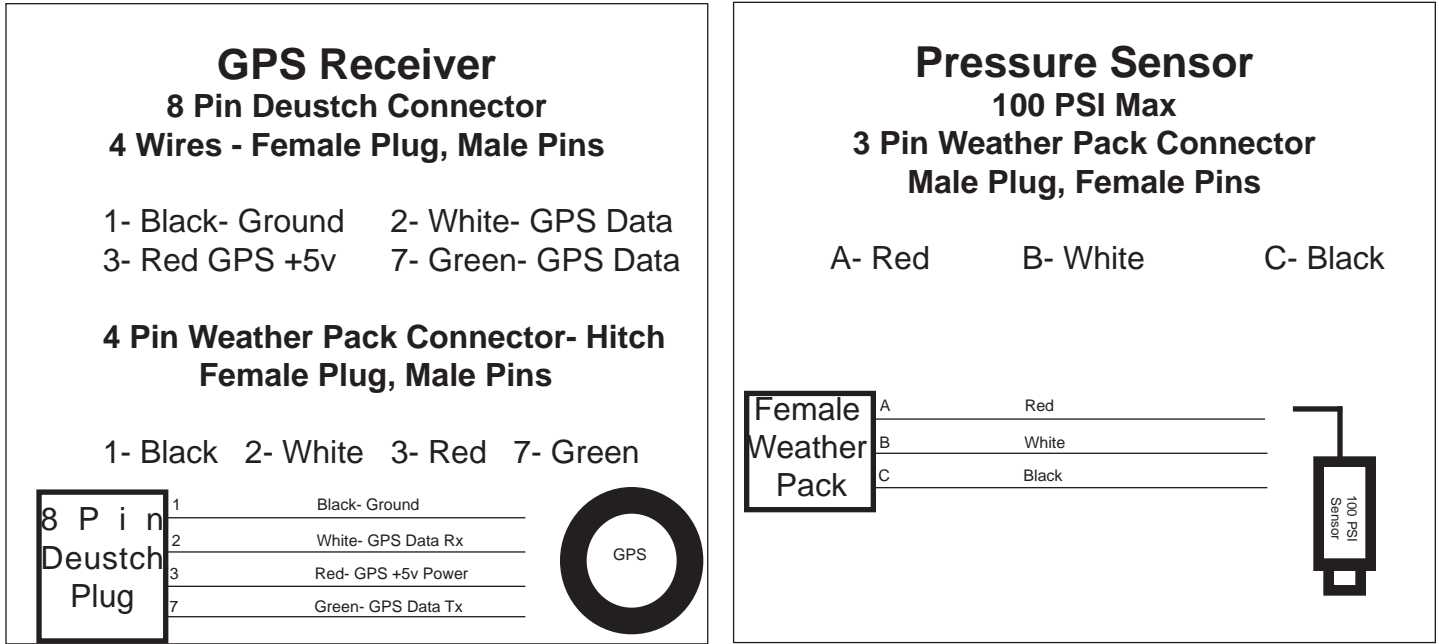 GPS Receiver
8 Pin Deustch Connector
4 Wires - Female Plug, Male Pins
1- Black- Ground 2- White- GPS Data
3- Red GPS +5v 7- Green- GPS Data
4 Pin Weather Pack Connector- Hitch
Female Plug, Male Pins
1- Black 2- White 3- Red 7- Green
8 Pin
Deustch
Plug
1 Black- Ground
2 White- GPS Data Rx
3 Red- GPS +5v Power
7 Green- GPS Data Tx
GPS
Pressure Sensor
100 PSI Max
3 Pin Weather Pack Connector
Male Plug, Female Pins
A- Red B- White C- Black
Female
Weather
Pack
A Red
B White
C Black
100 PSI
Sensor